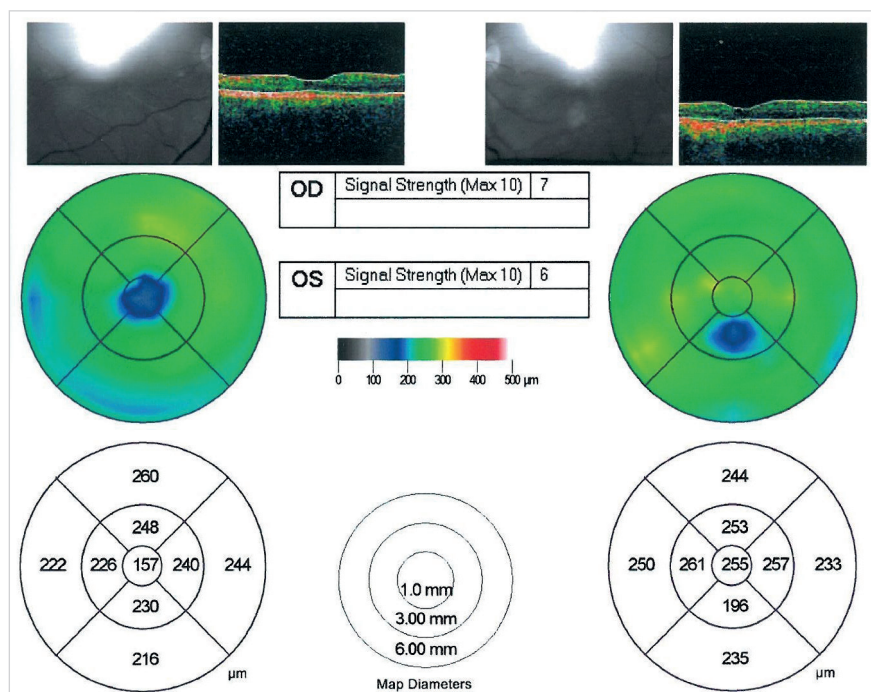 OD Signal Strength (Max 10) 7
OS Signal Strength (Max 10) 6
0 100 200 300 400 500 µm
260
248
222 226 157 240 244
230
216
µm
1.0 mm
3.00 mm
6.00 mm
Map Diameters
244
253
250 261 255 257 233
196
235
µm